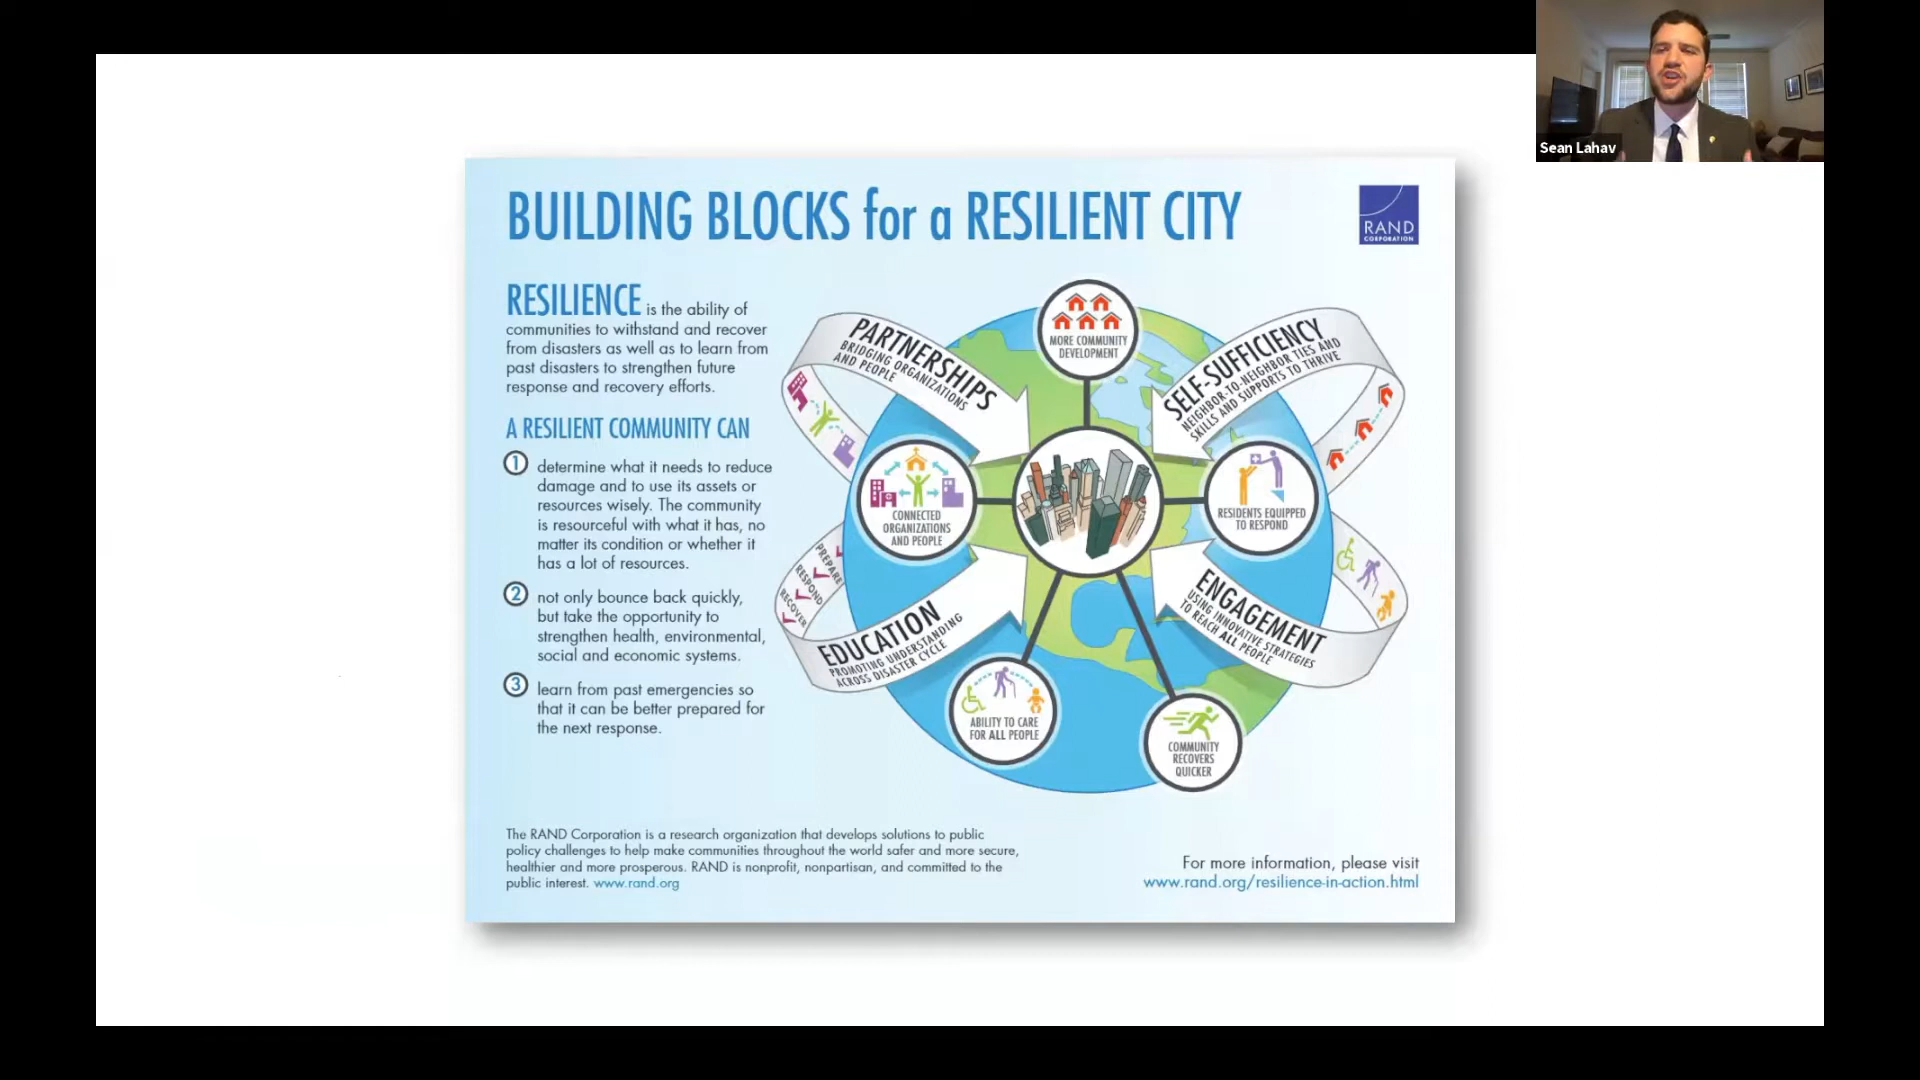 Sean Lahav
BUILDING BLOCKS for a RESILIENT CITY
RAND
CORPORATION
RESILIENCE is the ability of
communities to withstand and recover
from disasters as well as to learn from
past disasters to strengthen future
response and recovery efforts.
A RESILIENT COMMUNITY CAN
1 determine what it needs to reduce
damage and to use its assets or
resources wisely. The community
is resourceful with what it has, no
matter its condition or whether it
has a lot of resources.
2 not only bounce back quickly,
but take the opportunity to
strengthen health, environmental,
social and economic systems.
3 learn from past emergencies so
that it can be better prepared for
the next response.
MORE COMMUNITY
DEVELOPMENT
PARTNERSHIPS
BRIDGING ORGANIZATIONS
AND PEOPLE
SELF-SUFFICIENCY
NEIGHBOR-TO-NEIGHBOR TIES AND
SKILLS AND SUPPORTS TO THRIVE
CONNECTED
ORGANIZATIONS
AND PEOPLE
RESIDENTS EQUIPPED
TO RESPOND
PREPARE
RESPOND
RECOVER
EDUCATION
PROMOTING UNDERSTANDING
ACROSS DISASTER CYCLE
ENGAGEMENT
USING INNOVATIVE STRATEGIES
TO REACH ALL PEOPLE
ABILITY TO CARE
FOR ALL PEOPLE
COMMUNITY
RECOVERS
QUICKER
The RAND Corporation is a research organization that develops solutions to public
policy challenges to help make communities throughout the world safer and more secure,
healthier and more prosperous. RAND is nonprofit, nonpartisan, and committed to the
public interest. www.rand.org
For more information, please visit
www.rand.org/resilience-in-action.html